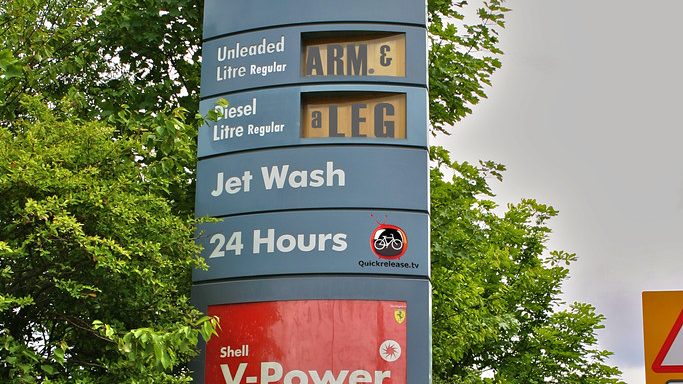 Unleaded
Litre Regular
ARM. &
Diesel
Litre Regular
a LEG
Jet Wash
24 Hours
Quickrelease.tv
Shell
V-Power